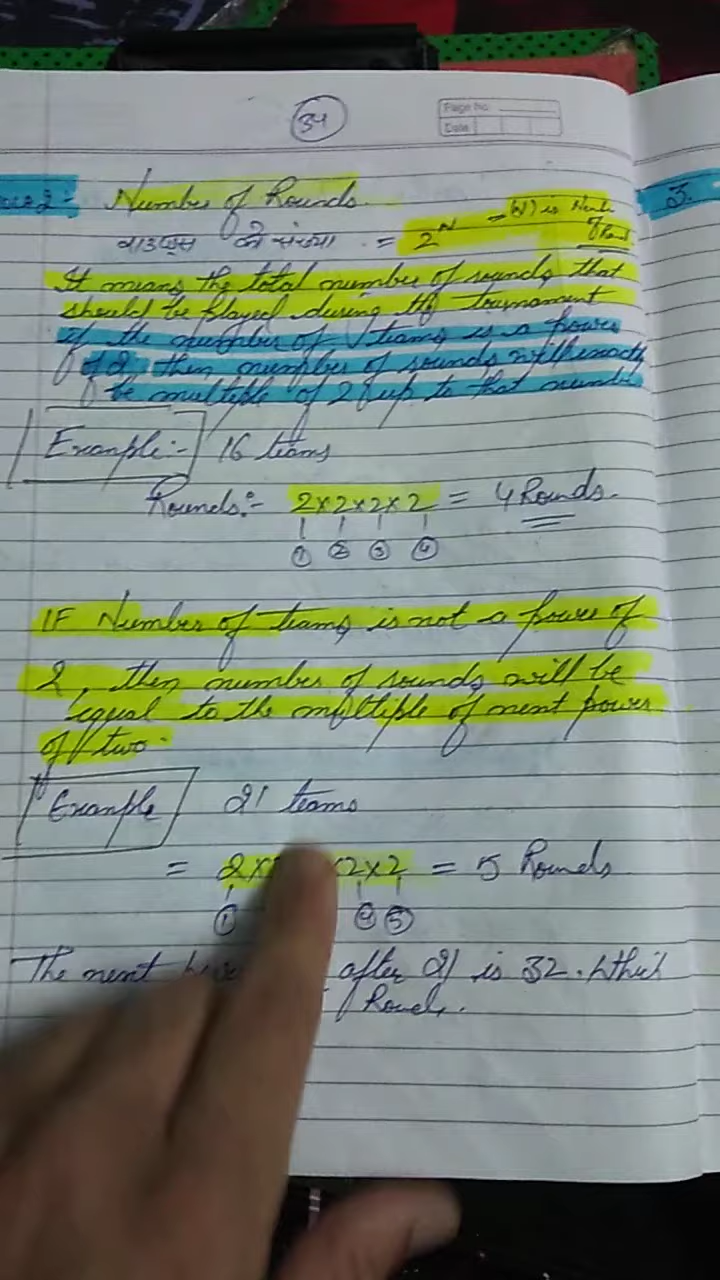 34
Page No.
Date
Number of Rounds.
3.
राउण्ड्स की संख्या = 2^N = (N) is Numb
of Round
It means the total number of rounds that
should be played during the tournament
if the number of teams is a power
of 2 then number of rounds will exactly
be multiple of 2 up to that number
Example:- 16 teams
Rounds:- 2×2×2×2 = 4 Rounds.
1 2 3 4
IF Number of teams is not a power of
2, then number of rounds will be
equal to the multiple of next power
of two.
Example 21 teams
= 2× ×2×2 = 5 Rounds.
1 4 5
The next after 21 is 32. Which
Rounds.